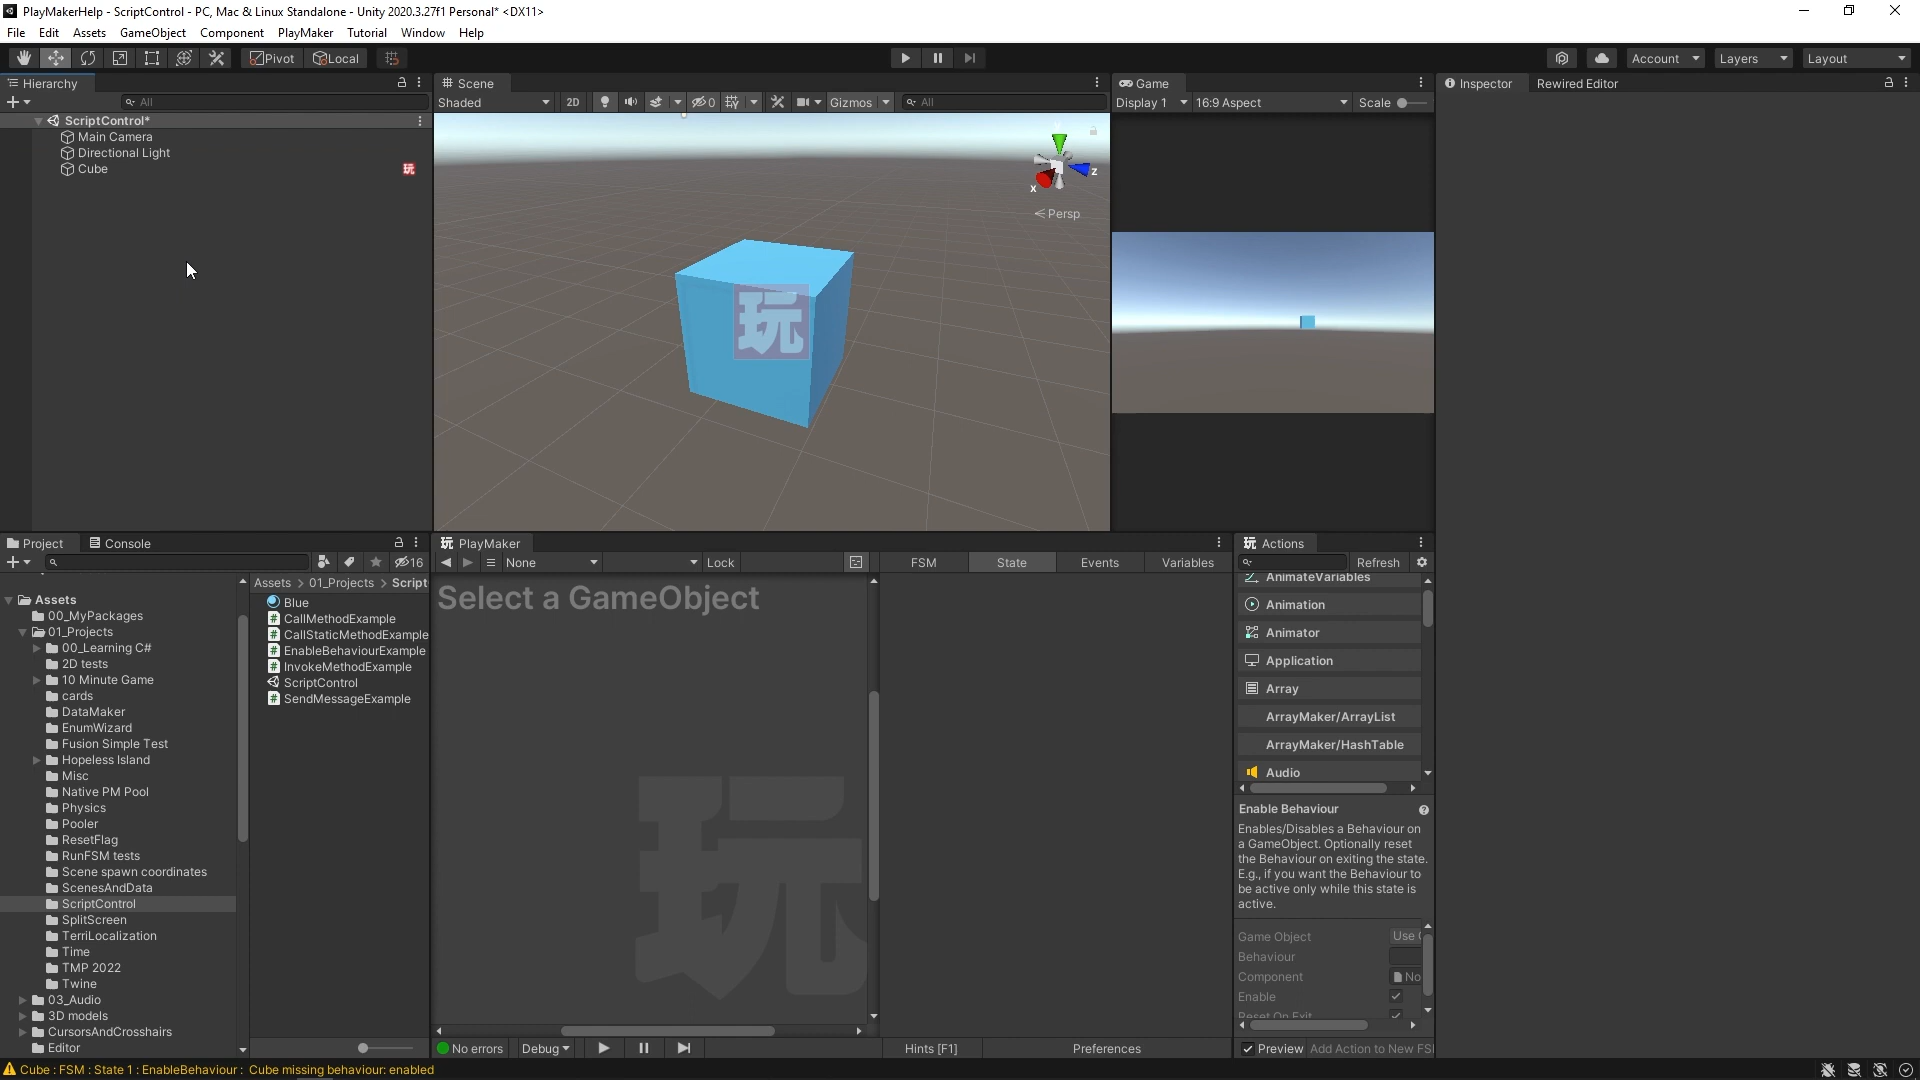 PlayMakerHelp - ScriptControl - PC, Mac & Linux Standalone - Unity 2020.3.27f1 Personal* <DX11>
File Edit Assets GameObject Component PlayMaker Tutorial Window Help
Pivot Local Account Layers Layout
Hierarchy Scene Game Inspector Rewired Editor
All Shaded 2D 0 Gizmos All Display 1 16:9 Aspect Scale
ScriptControl*
Main Camera
Directional Light
Cube 玩
x z
Persp
玩
Project Console PlayMaker Actions
16 None Lock FSM State Events Variables Refresh
Assets > 01_Projects > Script
Assets
00_MyPackages
01_Projects
00_Learning C#
2D tests
10 Minute Game
cards
DataMaker
EnumWizard
Fusion Simple Test
Hopeless Island
Misc
Native PM Pool
Physics
Pooler
ResetFlag
RunFSM tests
Scene spawn coordinates
ScenesAndData
ScriptControl
SplitScreen
TerriLocalization
Time
TMP 2022
Twine
03_Audio
3D models
CursorsAndCrosshairs
Editor
Blue
CallMethodExample
CallStaticMethodExample
EnableBehaviourExample
InvokeMethodExample
ScriptControl
SendMessageExample
Select a GameObject
玩
AnimateVariables
Animation
Animator
Application
Array
ArrayMaker/ArrayList
ArrayMaker/HashTable
Audio
Enable Behaviour
Enables/Disables a Behaviour on
a GameObject. Optionally reset
the Behaviour on exiting the state.
E.g., if you want the Behaviour to
be active only while this state is
active.
Game Object Use
Behaviour
Component No
Enable
Reset On Exit
No errors Debug Hints [F1] Preferences Preview Add Action to New FS
Cube : FSM : State 1 : EnableBehaviour : Cube missing behaviour: enabled